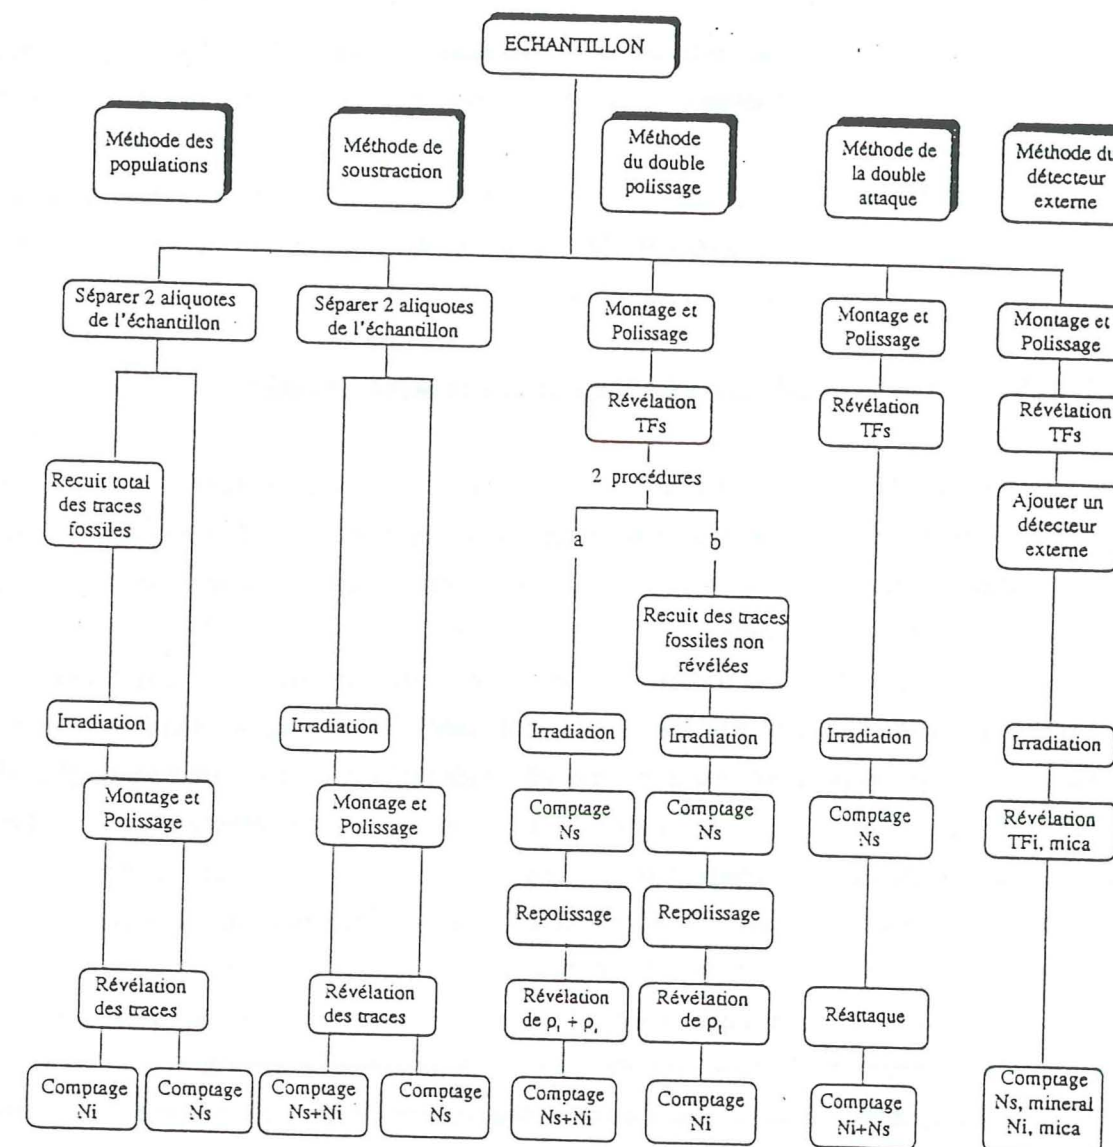 ECHANTILLON
Méthode des
populations
Méthode de
soustraction
Méthode
du double
polissage
Méthode de
la double
attaque
Méthode du
détecteur
externe
Séparer 2 aliquotes
de l'échantillon
Séparer 2 aliquotes
de l'échantillon
Montage et
Polissage
Montage et
Polissage
Montage et
Polissage
Révélation
TFs
Révélation
TFs
Révélation
TFs
Recuit total
des traces
fossiles
2 procédures
a
b
Ajouter un
détecteur
externe
Recuit des traces
fossiles non
révélées
Irradiation
Irradiation
Irradiation
Irradiation
Irradiation
Irradiation
Montage et
Polissage
Montage et
Polissage
Comptage
Ns
Comptage
Ns
Comptage
Ns
Révélation
TFi, mica
Repolissage
Repolissage
Révélation
des traces
Révélation
des traces
Révélation
de ρ + ρ
Révélation
de ρ
Réattaque
Comptage
Ni
Comptage
Ns
Comptage
Ns+Ni
Comptage
Ns
Comptage
Ns+Ni
Comptage
Ni
Comptage
Ni+Ns
Comptage
Ns, mineral
Ni, mica